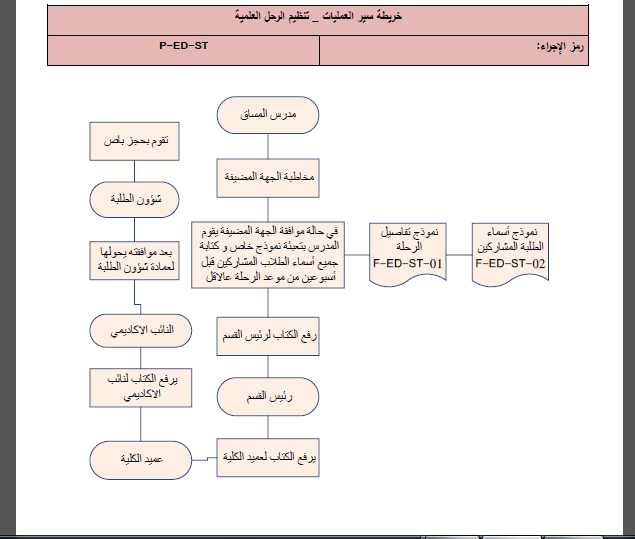 خريطة سير العمليات _ تنظيم الرحل العلمية
رمز الإجراء:
P-ED-ST
مدرس المساق
مخاطبة الجهة المضيفة
في حالة موافقة الجهة المضيفة يقوم
المدرس بتعبئة نموذج خاص و كتابة
جميع أسماء الطلاب المشاركين قبل
أسبوعين من موعد الرحلة عالاقل
نموذج تفاصيل
الرحلة
F-ED-ST-01
نموذج أسماء
الطلبة المشاركين
F-ED-ST-02
رفع الكتاب لرئيس القسم
رئيس القسم
يرفع الكتاب لعميد الكلية
عميد الكلية
يرفع الكتاب لنائب
الاكاديمي
النائب الاكاديمي
بعد موافقته يحولها
لعمادة شؤون الطلبة
شؤون الطلبة
تقوم بحجز باص